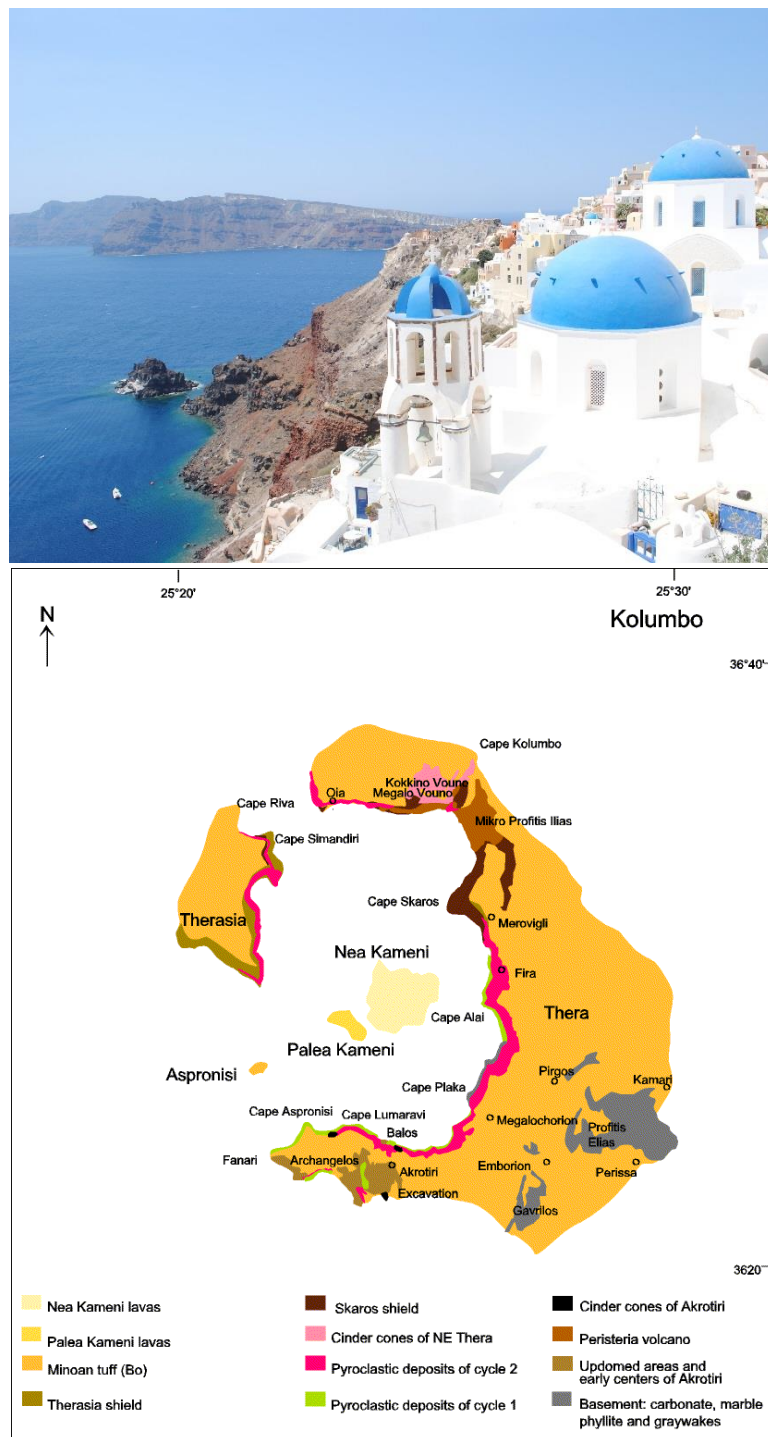 25°20'
25°30'
N
Kolumbo
36°40'
Cape Kolumbo
Kokkino Vouno
Megalo Vouno
Oia
Cape Riva
Mikro Profitis Ilias
Cape Simandiri
Cape Skaros
Therasia
Merovigli
Nea Kameni
Fira
Thera
Cape Alai
Palea Kameni
Aspronisi
Pirgos
Kamari
Cape Plaka
Cape Aspronisi
Cape Lumaravi
Megalochorion
Profitis
Elias
Balos
Fanari
Archangelos
Akrotiri
Emborion
Perissa
Excavation
Gavrilos
3620
Nea Kameni lavas
Palea Kameni lavas
Minoan tuff (Bo)
Therasia shield
Skaros shield
Cinder cones of NE Thera
Pyroclastic deposits of cycle 2
Pyroclastic deposits of cycle 1
Cinder cones of Akrotiri
Peristeria volcano
Updomed areas and
early centers of Akrotiri
Basement: carbonate, marble
phyllite and graywakes